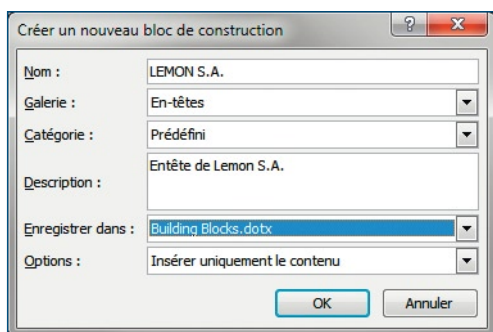 Créer un nouveau bloc de construction
Nom : LEMON S.A.
Galerie : En-têtes
Catégorie : Prédéfini
Description : Entête de Lemon S.A.
Enregistrer dans : Building Blocks.dotx
Options : Insérer uniquement le contenu
OK Annuler